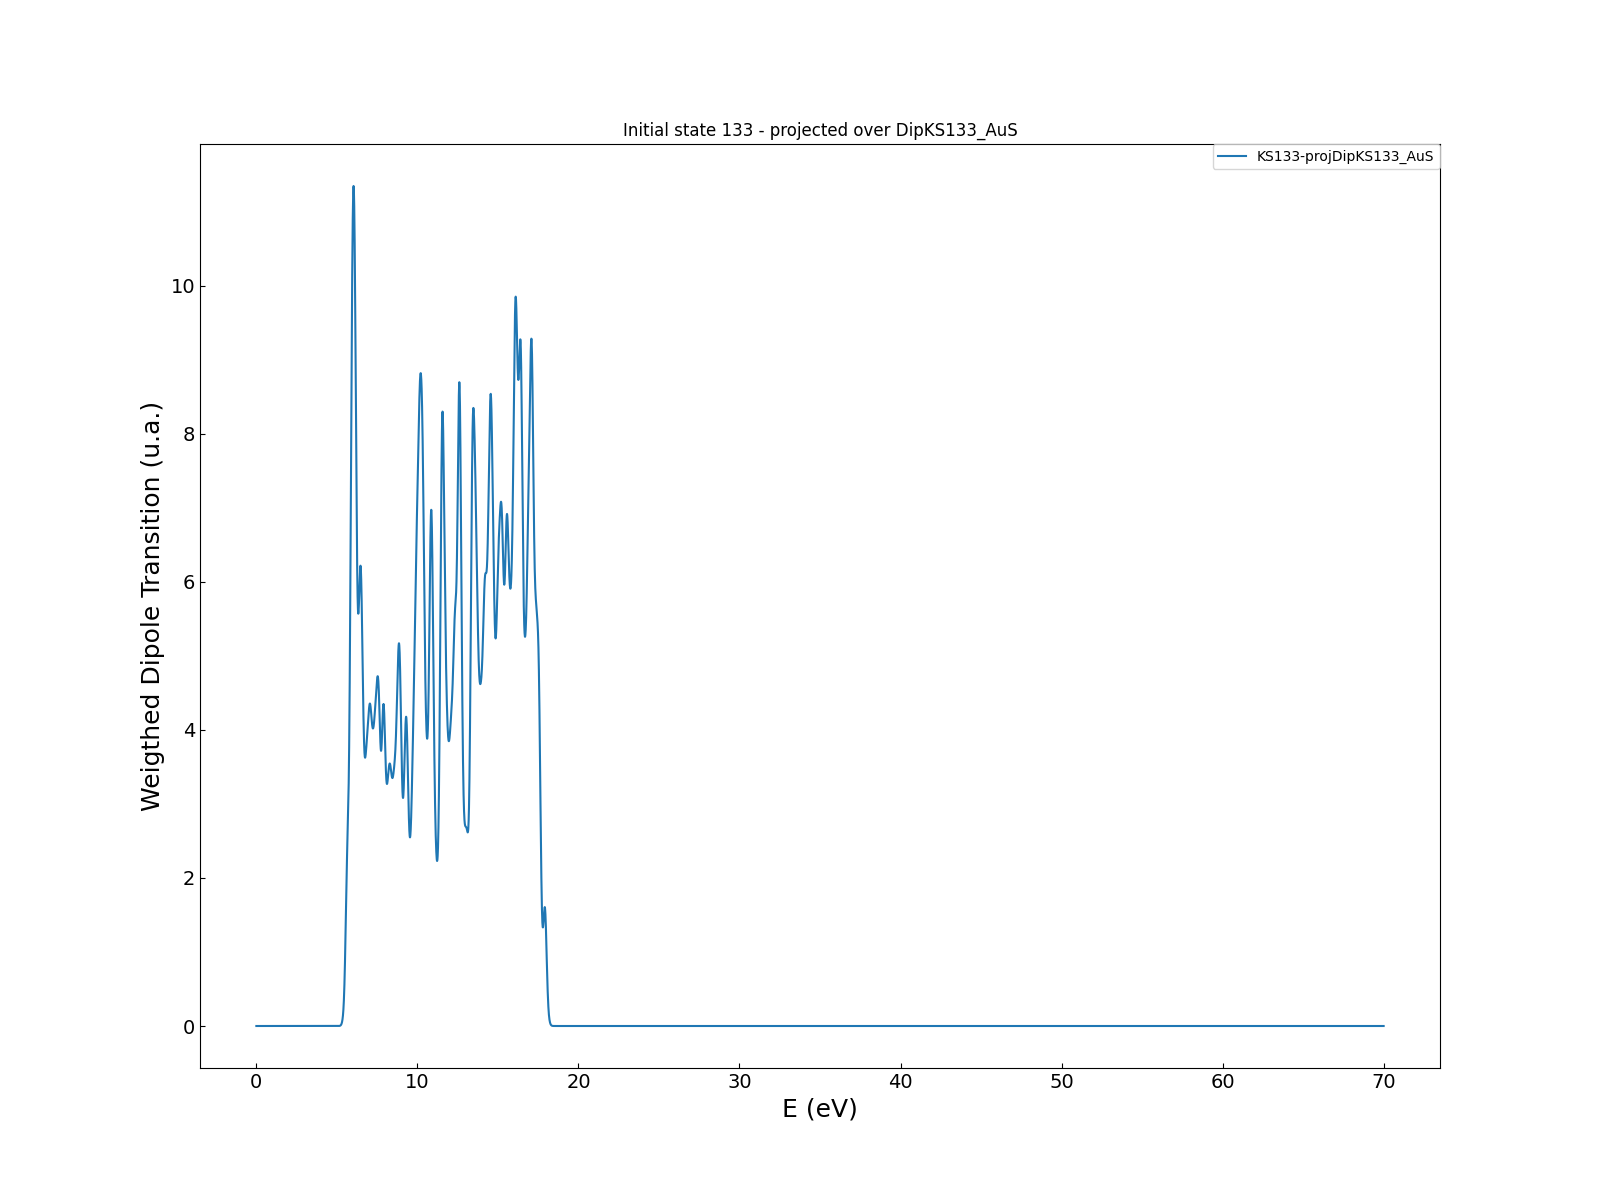 Initial state 133 - projected over DipKS133_AuS
KS133-projDipKS133_AuS
Weigthed Dipole Transition (u.a.)
10
8
6
4
2
0
0 10 20 30 40 50 60 70
E (eV)